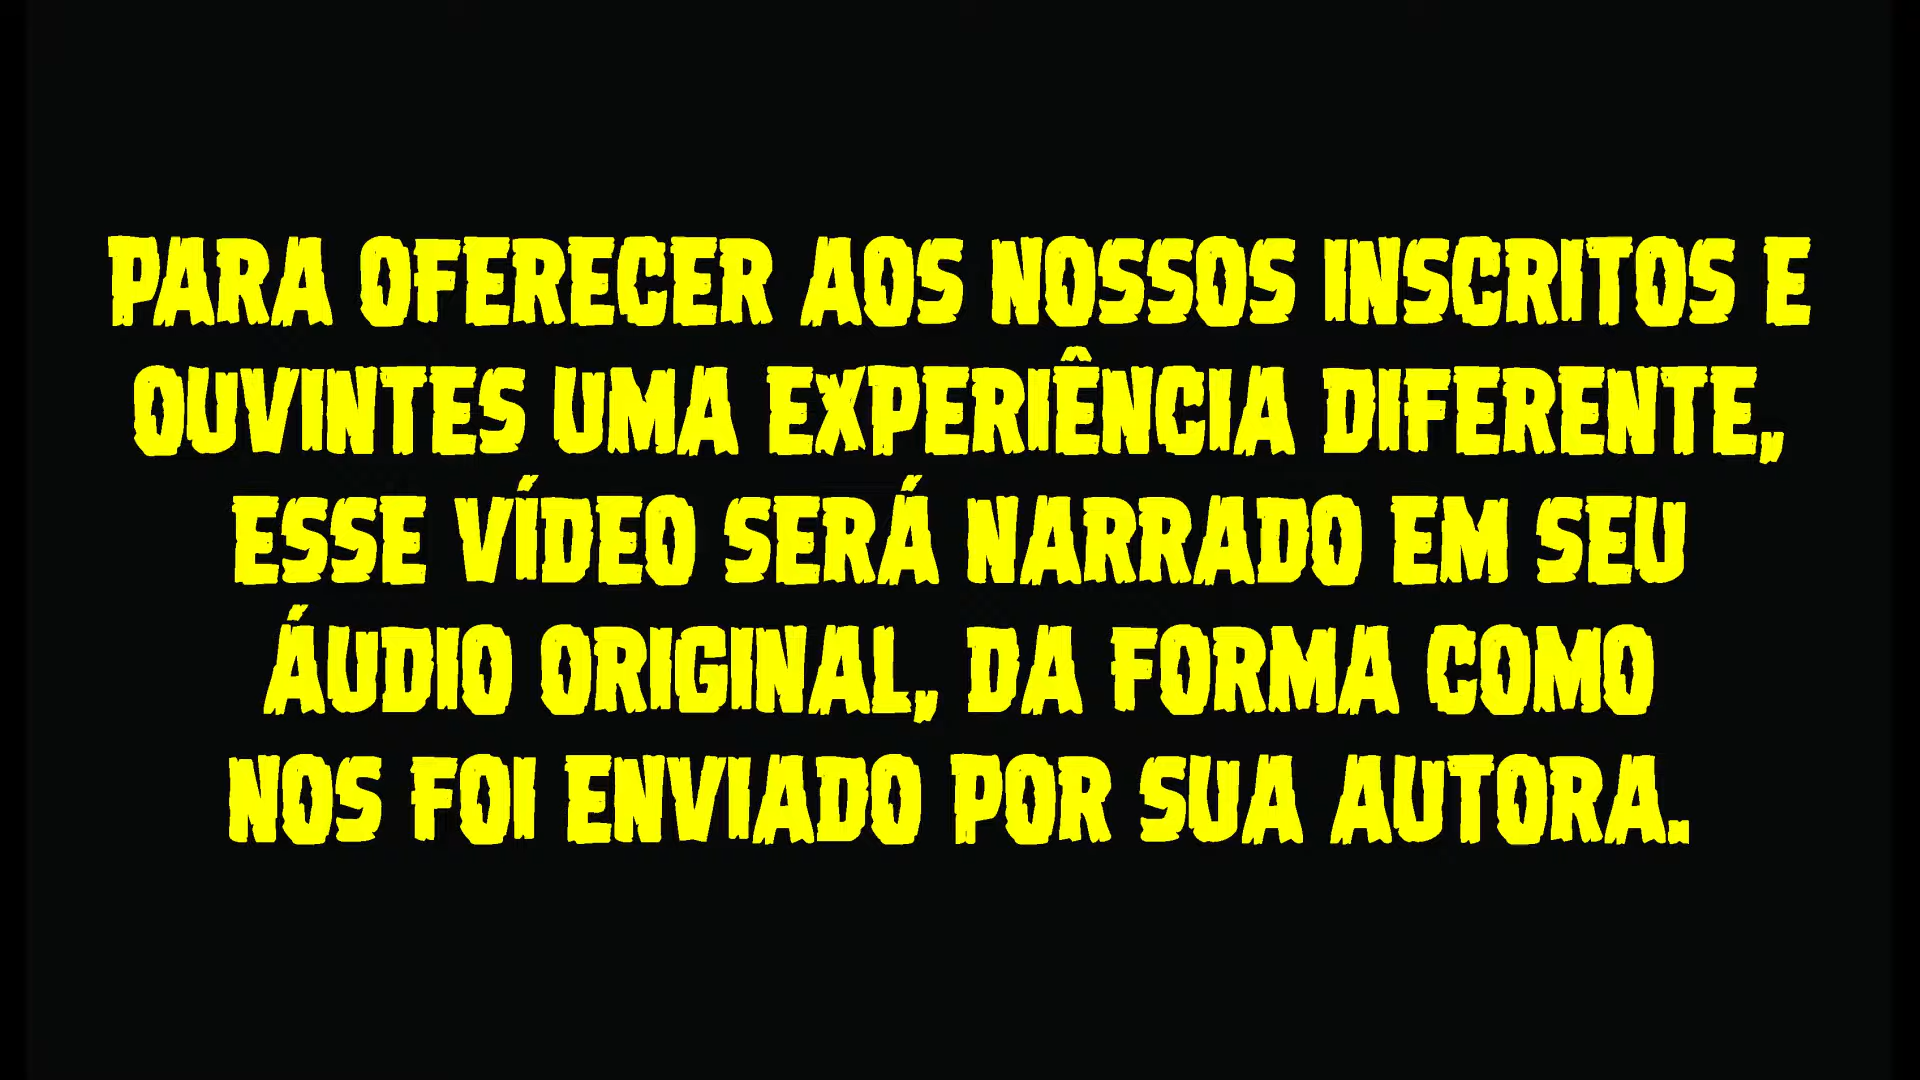 PARA OFERECER AOS NOSSOS INSCRITOS E
OUVINTES UMA EXPERIÊNCIA DIFERENTE,
ESSE VÍDEO SERÁ NARRADO EM SEU
ÁUDIO ORIGINAL, DA FORMA COMO
NOS FOI ENVIADO POR SUA AUTORA.